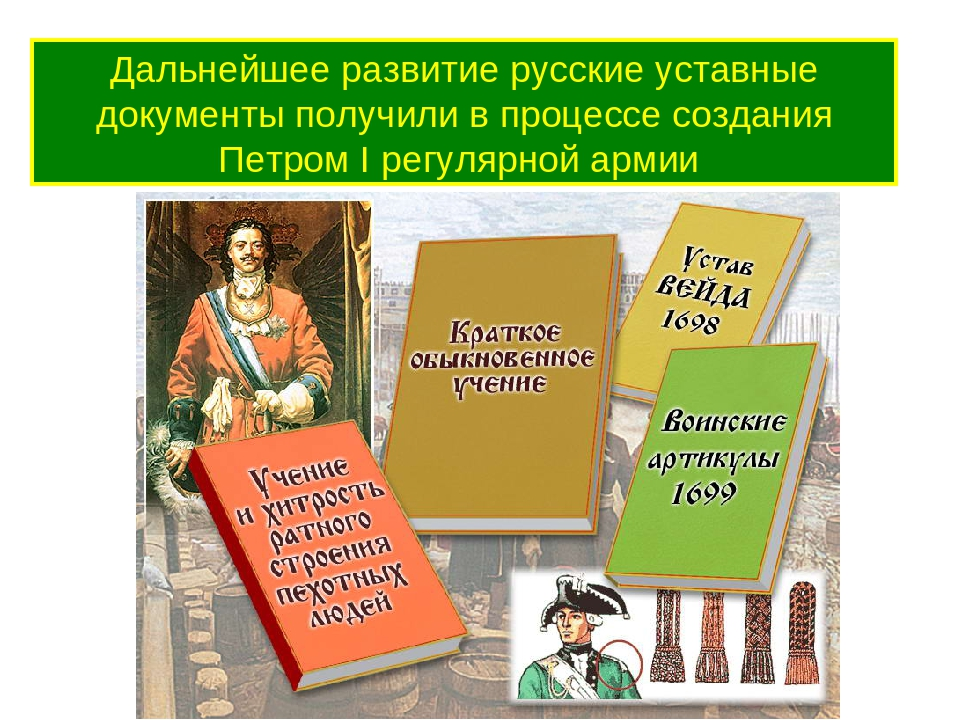 Дальнейшее развитие русские уставные
документы получили в процессе создания
Петром I регулярной армии
Краткое
обыкновенное
учение
Устав
ВЕЙДА
1698
Воинские
артикулы
1699
Учение
и хитрость
ратного
строения
пехотных
людей